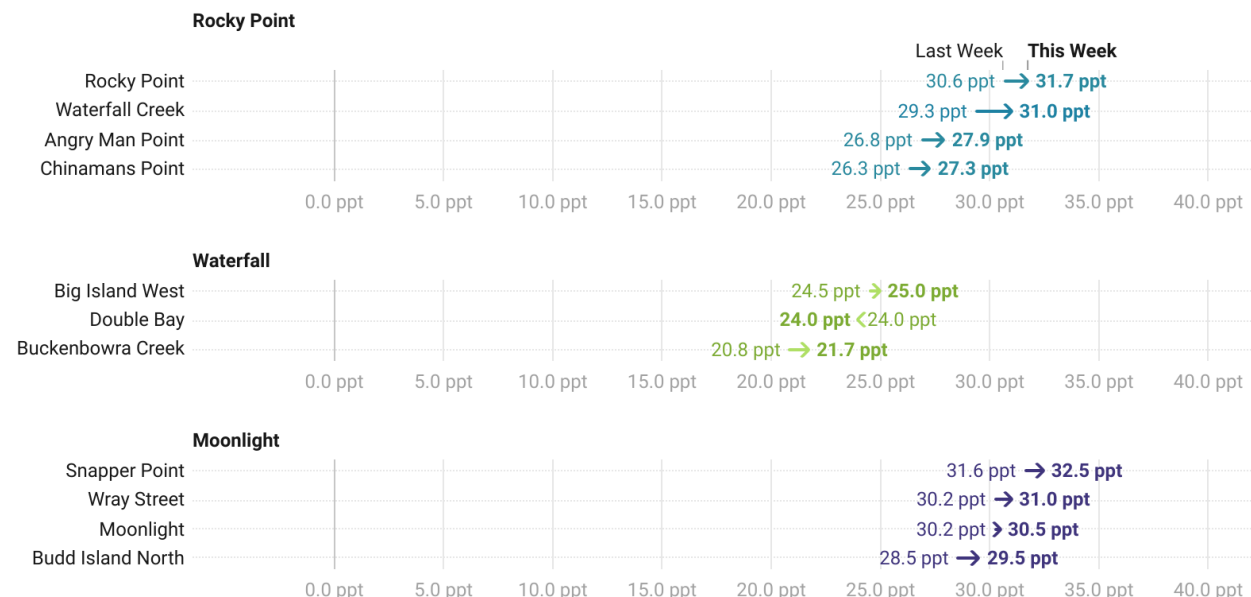 Rocky Point
Last Week This Week
Rocky Point 30.6 ppt 31.7 ppt
Waterfall Creek 29.3 ppt 31.0 ppt
Angry Man Point 26.8 ppt 27.9 ppt
Chinamans Point 26.3 ppt 27.3 ppt
0.0 ppt 5.0 ppt 10.0 ppt 15.0 ppt 20.0 ppt 25.0 ppt 30.0 ppt 35.0 ppt 40.0 ppt
Waterfall
Big Island West 24.5 ppt 25.0 ppt
Double Bay 24.0 ppt 24.0 ppt
Buckenbowra Creek 20.8 ppt 21.7 ppt
0.0 ppt 5.0 ppt 10.0 ppt 15.0 ppt 20.0 ppt 25.0 ppt 30.0 ppt 35.0 ppt 40.0 ppt
Moonlight
Snapper Point 31.6 ppt 32.5 ppt
Wray Street 30.2 ppt 31.0 ppt
Moonlight 30.2 ppt 30.5 ppt
Budd Island North 28.5 ppt 29.5 ppt
0.0 ppt 5.0 ppt 10.0 ppt 15.0 ppt 20.0 ppt 25.0 ppt 30.0 ppt 35.0 ppt 40.0 ppt